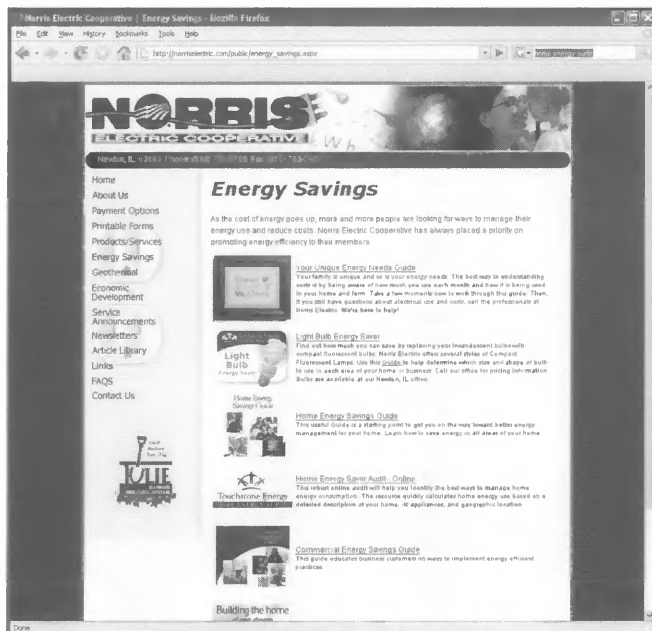 Norris Electric Cooperative | Energy Savings - Mozilla Firefox
File Edit View History Bookmarks Tools Help
http://norriselectric.com/public/energy_savings.aspx
home energy audit
NORRIS
ELECTRIC COOPERATIVE
Newton, IL
Home
About Us
Payment Options
Printable Forms
Products/Services
Energy Savings
Geothermal
Economic
Development
Service
Announcements
Newsletters
Article Library
Links
FAQS
Contact Us
JULIE
Energy Savings
As the cost of energy goes up, more and more people are looking for ways to manage their
energy use and reduce costs. Norris Electric Cooperative has always placed a priority on
promoting energy efficiency to their members.
Your Unique Energy Needs Guide
Your family is unique and so is your energy needs. The best way to understanding
control by being aware of how much you use each month and how it is being used
in your home and farm. Take a few moments now to work through this guide. Then,
if you still have questions about electrical use and costs, call the professionals at
Norris Electric. We're here to help!
Light
Bulb
Energy Saver
Light Bulb Energy Saver
Find out how much you can save by replacing your incandescent bulbs with
compact fluorescent bulbs. Norris Electric offers several styles of Compact
Fluorescent Lamps. Use this Guide to help determine which size and shape of bulb
to use in each area of your home or business. Call our office for pricing information
Bulbs are available at our Newton, IL office.
Home Energy
Savings Guide
Home Energy Savings Guide
This useful Guide is a starting point to get you on the way toward better energy
management for your home. Learn how to save energy in all areas of your home
Touchstone Energy
Home Energy Saver Audit - Online
This robust online audit will help you identify the best ways to manage home
energy consumption. The resource quickly calculates home energy use based on a
detailed description of your home, its appliances, and geographic location
Commercial Energy Savings Guide
This guide educates business customers on ways to implement energy efficient
practices
Building the home
Done